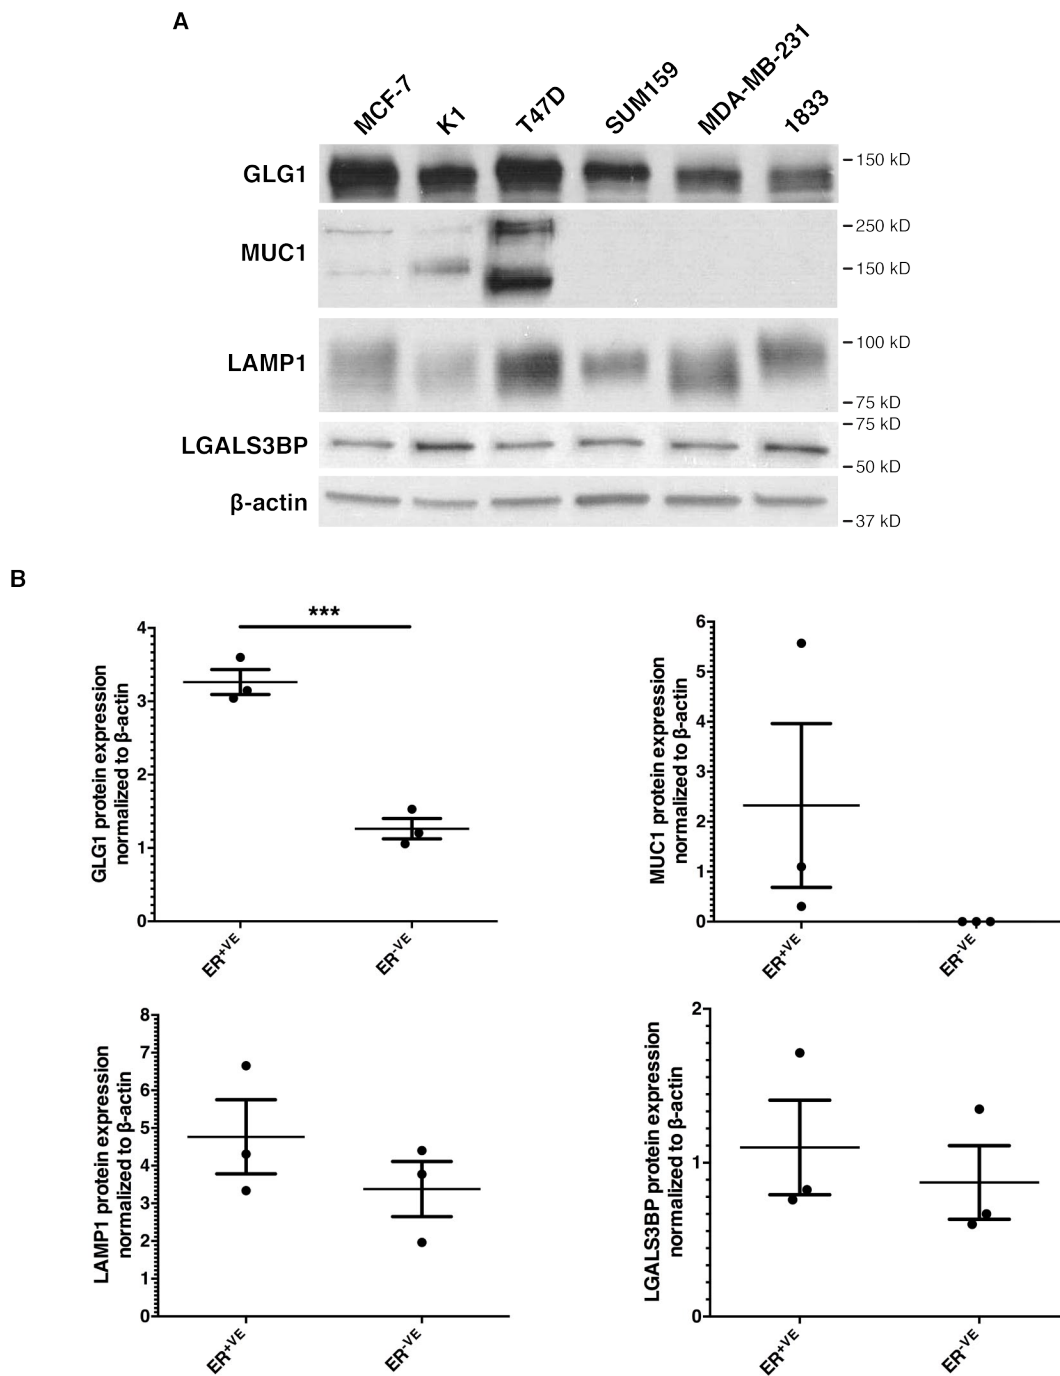 A
MCF-7
K1
T47D
SUM159
MDA-MB-231
1833
GLG1
150 kD
MUC1
250 kD
150 kD
LAMP1
100 kD
75 kD
LGALS3BP
75 kD
50 kD
β-actin
37 kD
B
GLG1 protein expression
normalized to β-actin
4
3
2
1
0
***
ER+VE
ER-VE
MUC1 protein expression
normalized to β-actin
6
5
4
3
2
1
0
ER+VE
ER-VE
LAMP1 protein expression
normalized to β-actin
8
7
6
5
4
3
2
1
0
ER+VE
ER-VE
LGALS3BP protein expression
normalized to β-actin
2
1
0
ER+VE
ER-VE